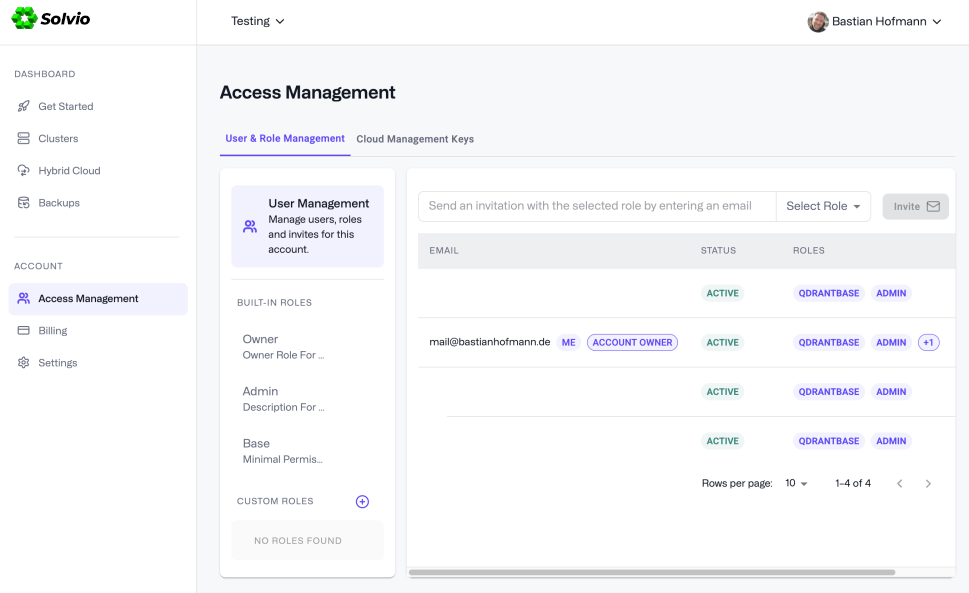 Solvio
Testing
Bastian Hofmann
DASHBOARD
Get Started
Clusters
Hybrid Cloud
Backups
ACCOUNT
Access Management
Billing
Settings
Access Management
User & Role Management
Cloud Management Keys
User Management
Manage users, roles
and invites for this
account.
BUILT-IN ROLES
Owner
Owner Role For ...
Admin
Description For ...
Base
Minimal Permis...
CUSTOM ROLES
NO ROLES FOUND
Send an invitation with the selected role by entering an email
Select Role
Invite
EMAIL STATUS ROLES
ACTIVE QDRANTBASE ADMIN
mail@bastianhofmann.de ME ACCOUNT OWNER ACTIVE QDRANTBASE ADMIN +1
ACTIVE QDRANTBASE ADMIN
ACTIVE QDRANTBASE ADMIN
Rows per page: 10 1-4 of 4